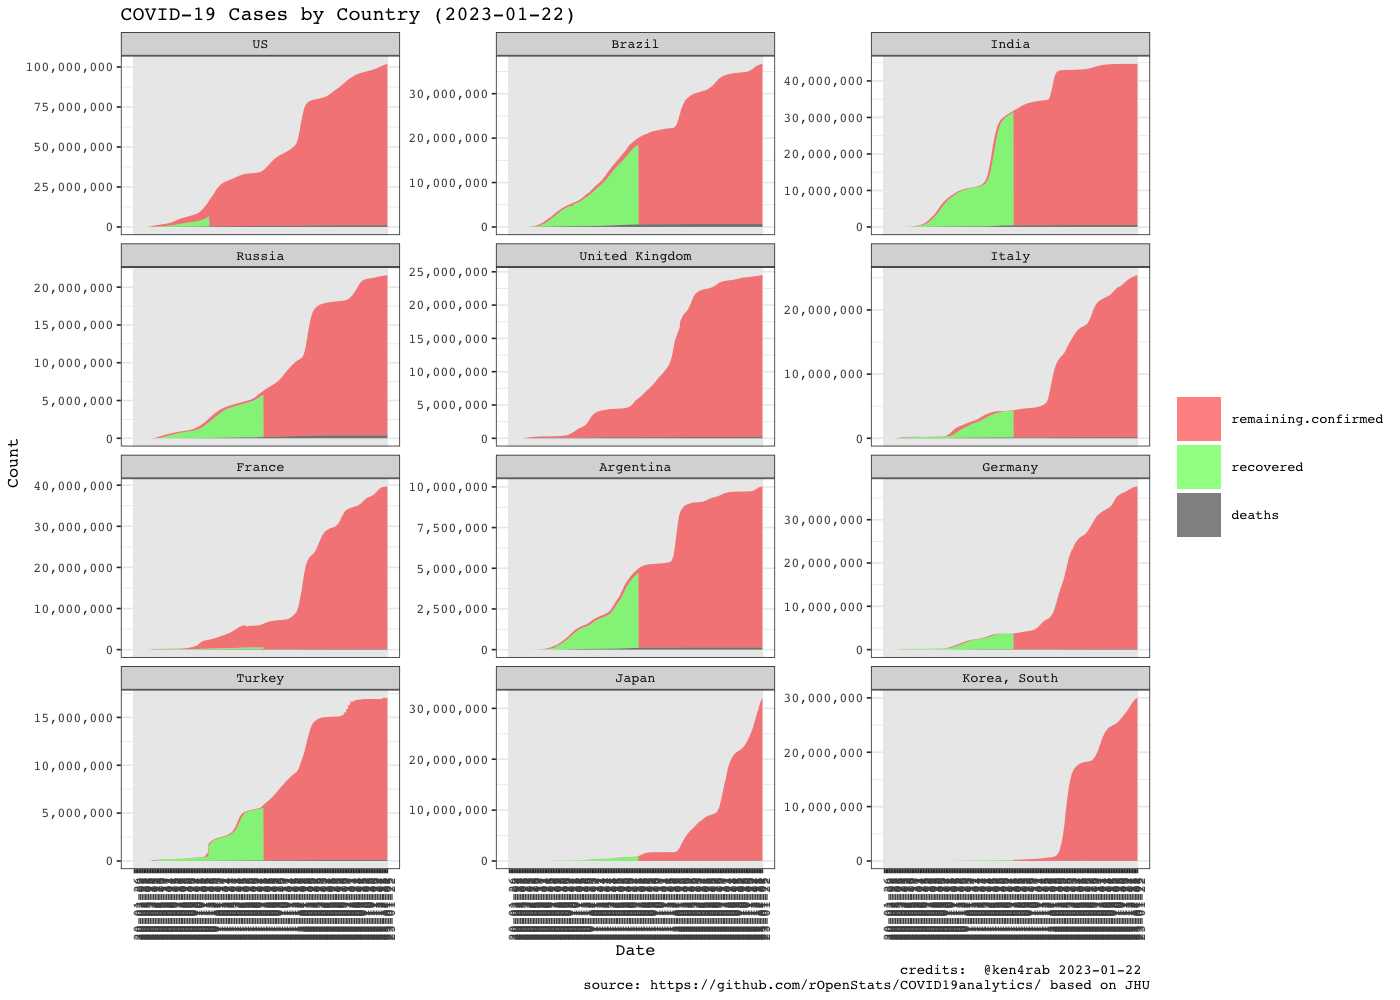 COVID-19 Cases by Country (2023-01-22)
US
Brazil
India
100,000,000
75,000,000
50,000,000
25,000,000
0
30,000,000
20,000,000
10,000,000
0
40,000,000
30,000,000
20,000,000
10,000,000
0
Russia
United Kingdom
Italy
20,000,000
15,000,000
10,000,000
5,000,000
0
25,000,000
20,000,000
15,000,000
10,000,000
5,000,000
0
20,000,000
10,000,000
0
France
Argentina
Germany
40,000,000
30,000,000
20,000,000
10,000,000
0
10,000,000
7,500,000
5,000,000
2,500,000
0
30,000,000
20,000,000
10,000,000
0
Turkey
Japan
Korea, South
15,000,000
10,000,000
5,000,000
0
30,000,000
20,000,000
10,000,000
0
30,000,000
20,000,000
10,000,000
0
Count
Date
remaining.confirmed
recovered
deaths
credits: @ken4rab 2023-01-22
source: https://github.com/rOpenStats/COVID19analytics/ based on JHU